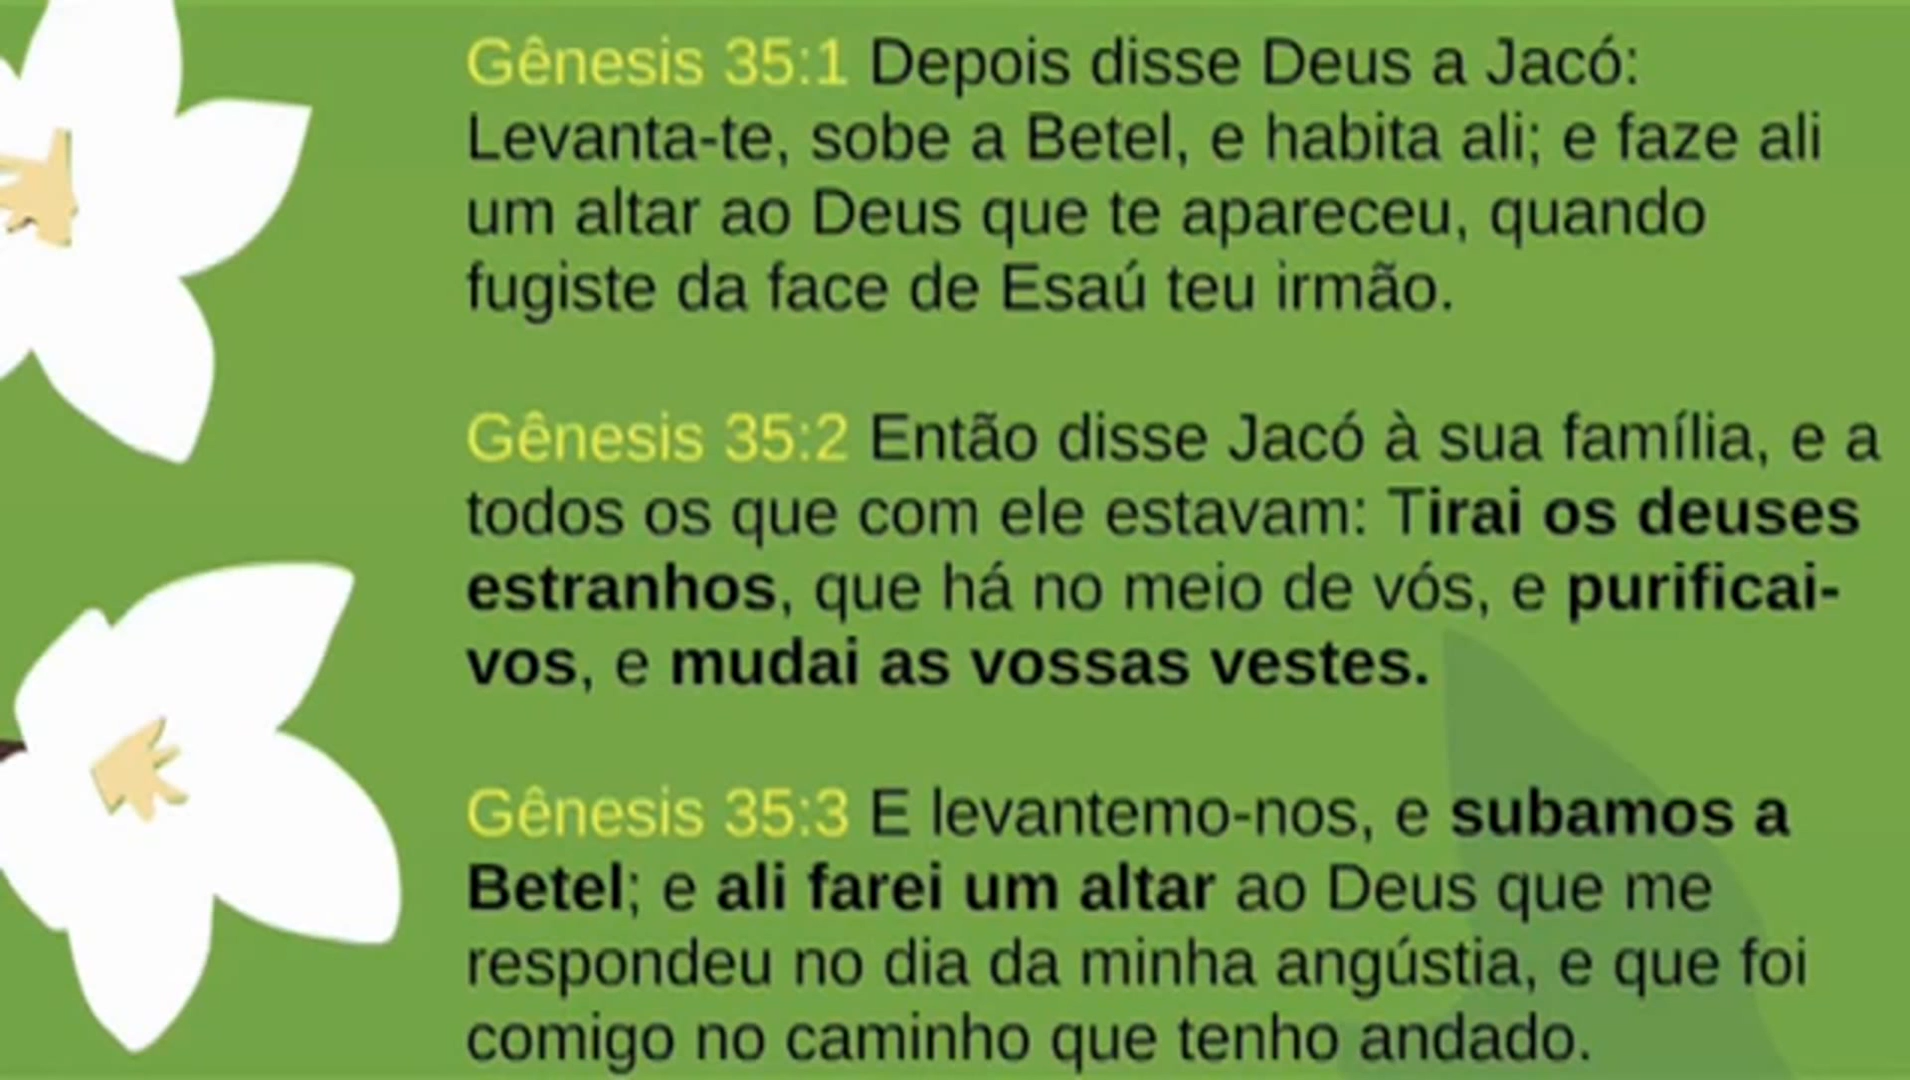 Gênesis 35:1 Depois disse Deus a Jacó:
Levanta-te, sobe a Betel, e habita ali; e faze ali
um altar ao Deus que te apareceu, quando
fugiste da face de Esaú teu irmão.
Gênesis 35:2 Então disse Jacó à sua família, e a
todos os que com ele estavam: Tirai os deuses
estranhos, que há no meio de vós, e purificai-
vos, e mudai as vossas vestes.
Gênesis 35:3 E levantemo-nos, e subamos a
Betel; e ali farei um altar ao Deus que me
respondeu no dia da minha angústia, e que foi
comigo no caminho que tenho andado.